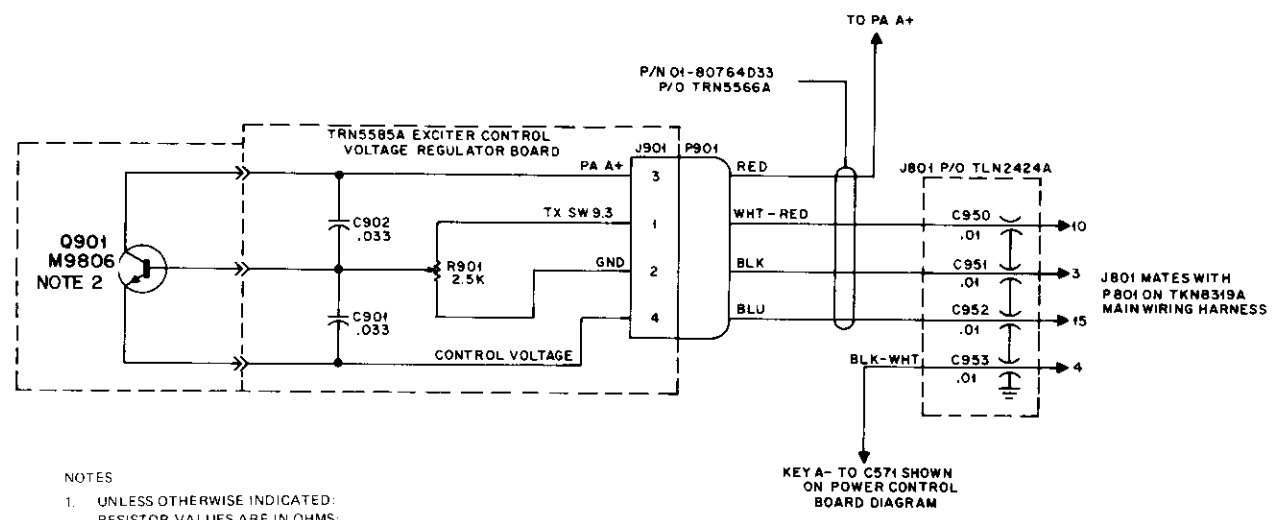 TO PA A+
P/N 01-80764D33
P/O TRN5566A
TRN5585A EXCITER CONTROL
VOLTAGE REGULATOR BOARD
J901
P901
J801 P/O TLN2424A
PA A+
3
RED
TX SW 9.3
1
WHT-RED
C950
.01
10
C902
.033
Q901
M9806
NOTE 2
R901
2.5K
GND
2
BLK
C951
.01
3
J801 MATES WITH
P801 ON TKN8319A
MAIN WIRING HARNESS
C901
.033
4
BLU
C952
.01
15
CONTROL VOLTAGE
BLK-WHT
C953
.01
4
KEY A- TO C571 SHOWN
ON POWER CONTROL
BOARD DIAGRAM
NOTES
1. UNLESS OTHERWISE INDICATED:
RESISTOR VALUES ARE IN OHMS;